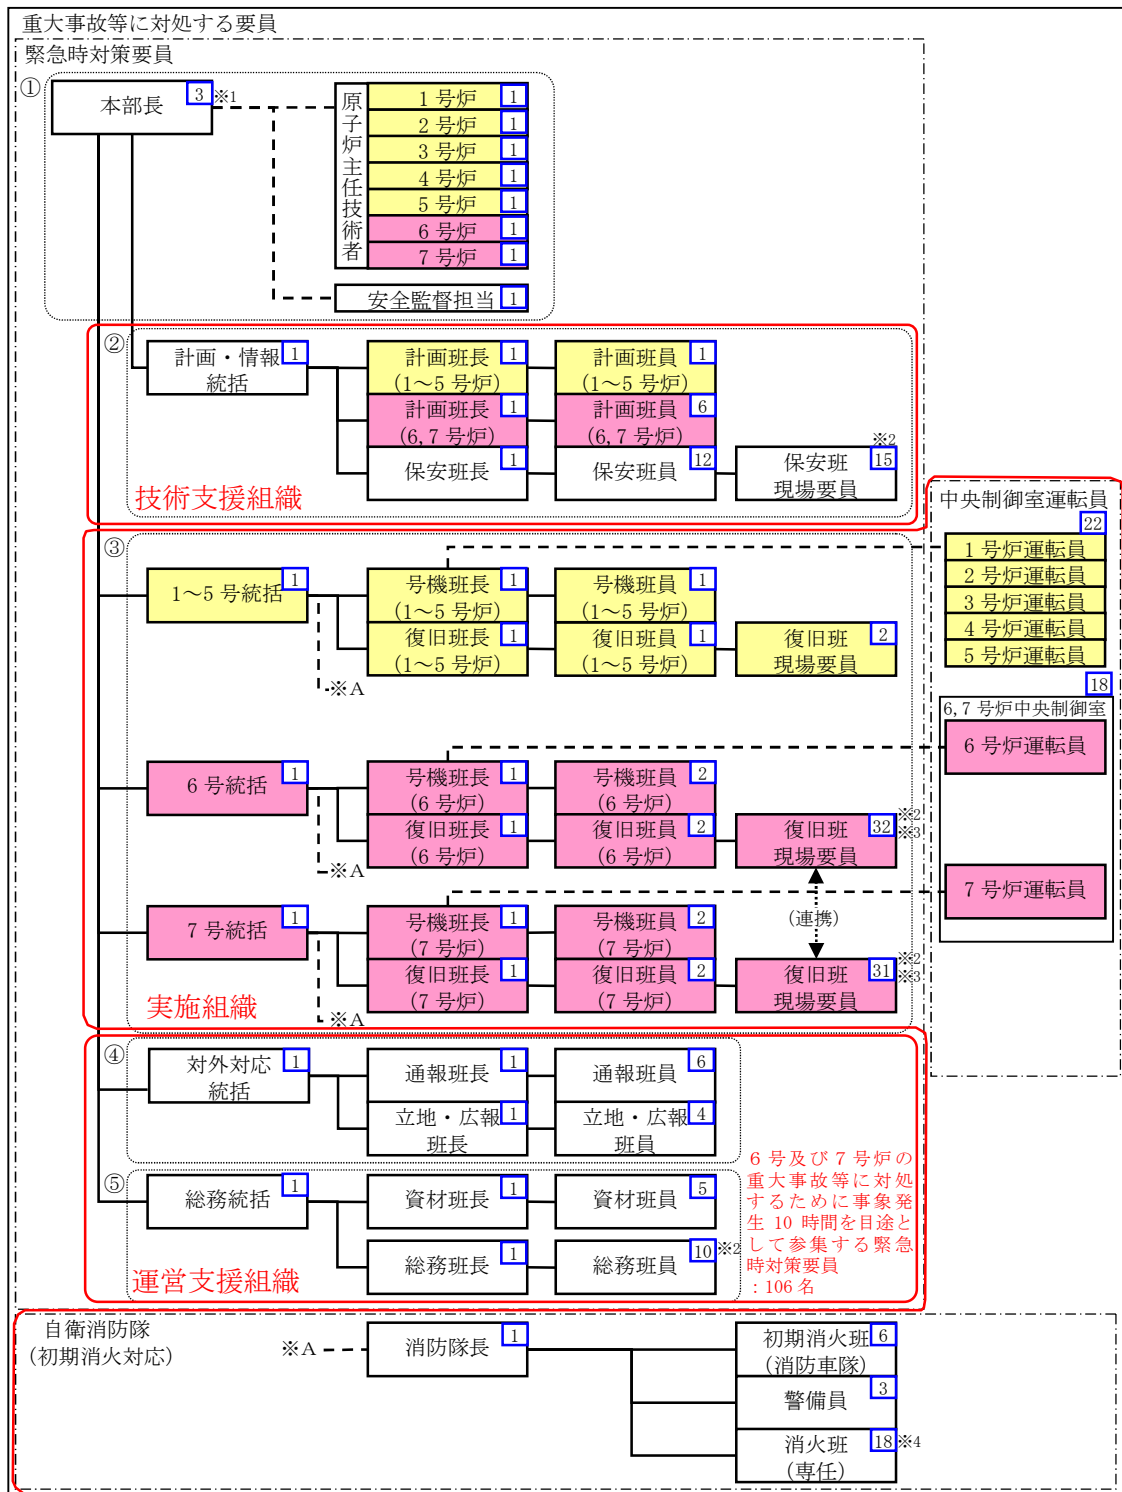 重大事故等に対処する要員
緊急時対策要員
①
本部長
3
※1
原子炉主任技術者
1号炉
1
2号炉
1
3号炉
1
4号炉
1
5号炉
1
6号炉
1
7号炉
1
安全監督担当
1
②
計画・情報
統括
1
計画班長
(1～5号炉)
1
計画班員
(1～5号炉)
1
計画班長
(6,7号炉)
1
計画班員
(6,7号炉)
6
保安班長
1
保安班員
12
保安班
現場要員
15
※2
技術支援組織
中央制御室運転員
22
1号炉運転員
2号炉運転員
3号炉運転員
4号炉運転員
5号炉運転員
18
6,7号炉中央制御室
6号炉運転員
7号炉運転員
③
1～5号統括
1
号機班長
(1～5号炉)
1
号機班員
(1～5号炉)
1
復旧班長
(1～5号炉)
1
復旧班員
(1～5号炉)
1
復旧班
現場要員
2
※A
6号統括
1
号機班長
(6号炉)
1
号機班員
(6号炉)
2
復旧班長
(6号炉)
1
復旧班員
(6号炉)
2
復旧班
現場要員
32
※2
※3
※A
(連携)
7号統括
1
号機班長
(7号炉)
1
号機班員
(7号炉)
2
復旧班長
(7号炉)
1
復旧班員
(7号炉)
2
復旧班
現場要員
31
※2
※3
※A
実施組織
④
対外対応
統括
1
通報班長
1
通報班員
6
立地・広報
班長
1
立地・広報
班員
4
⑤
総務統括
1
資材班長
1
資材班員
5
総務班長
1
総務班員
10
※2
運営支援組織
6号及び7号炉の
重大事故等に対処
するために事象発
生10時間を目途と
して参集する緊急
時対策要員
：106名
自衛消防隊
(初期消火対応)
※A
消防隊長
1
初期消火班
(消防車隊)
6
警備員
3
消火班
(専任)
18
※4